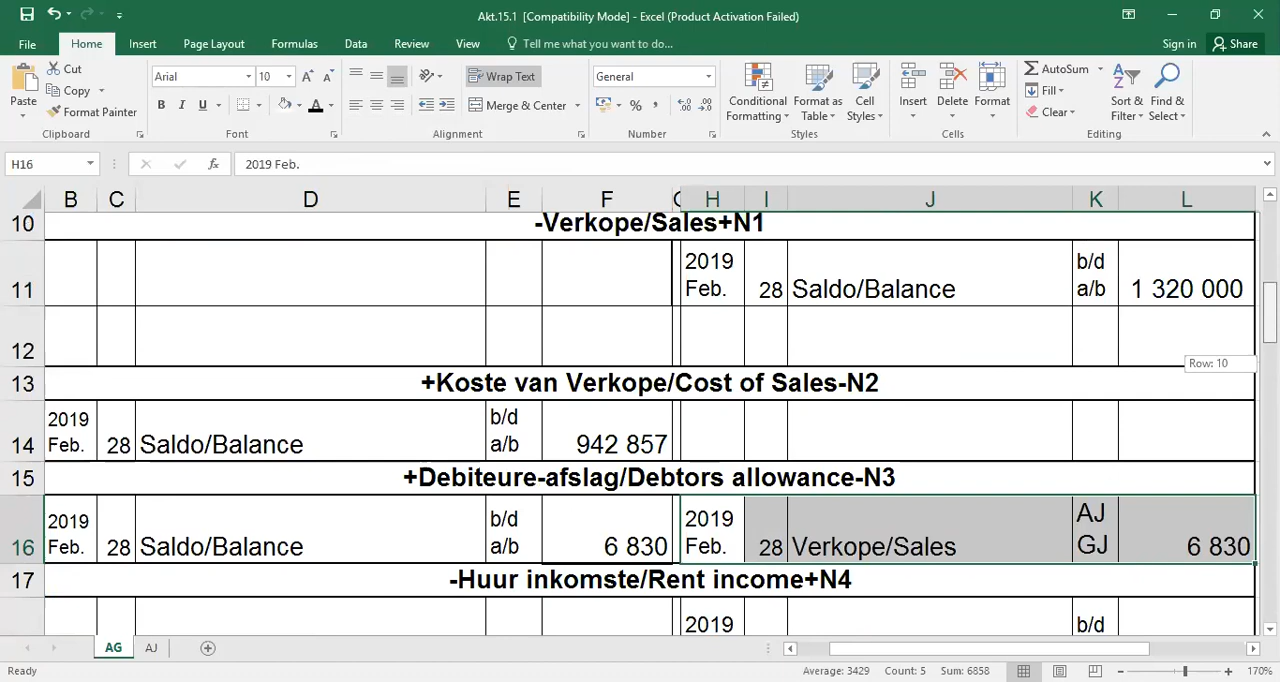 Akt.15.1 [Compatibility Mode] - Excel (Product Activation Failed)
File Home Insert Page Layout Formulas Data Review View Tell me what you want to do... Sign in Share
Paste
Cut
Copy
Format Painter
Clipboard
Arial 10
B I U
Font
Wrap Text
Merge & Center
Alignment
General
%
Number
Conditional Formatting
Format as Table
Cell Styles
Styles
Insert
Delete
Format
Cells
AutoSum
Fill
Clear
Sort & Filter
Find & Select
Editing
H16 fx 2019 Feb.
B C D E F G H I J K L
10 -Verkope/Sales+N1
11 2019 Feb. 28 Saldo/Balance b/d a/b 1 320 000
12
Row: 10
13 +Koste van Verkope/Cost of Sales-N2
14 2019 Feb. 28 Saldo/Balance b/d a/b 942 857
15 +Debiteure-afslag/Debtors allowance-N3
16 2019 Feb. 28 Saldo/Balance b/d a/b 6 830 2019 Feb. 28 Verkope/Sales AJ GJ 6 830
17 -Huur inkomste/Rent income+N4
2019 b/d
AG AJ
Ready Average: 3429 Count: 5 Sum: 6858 170%